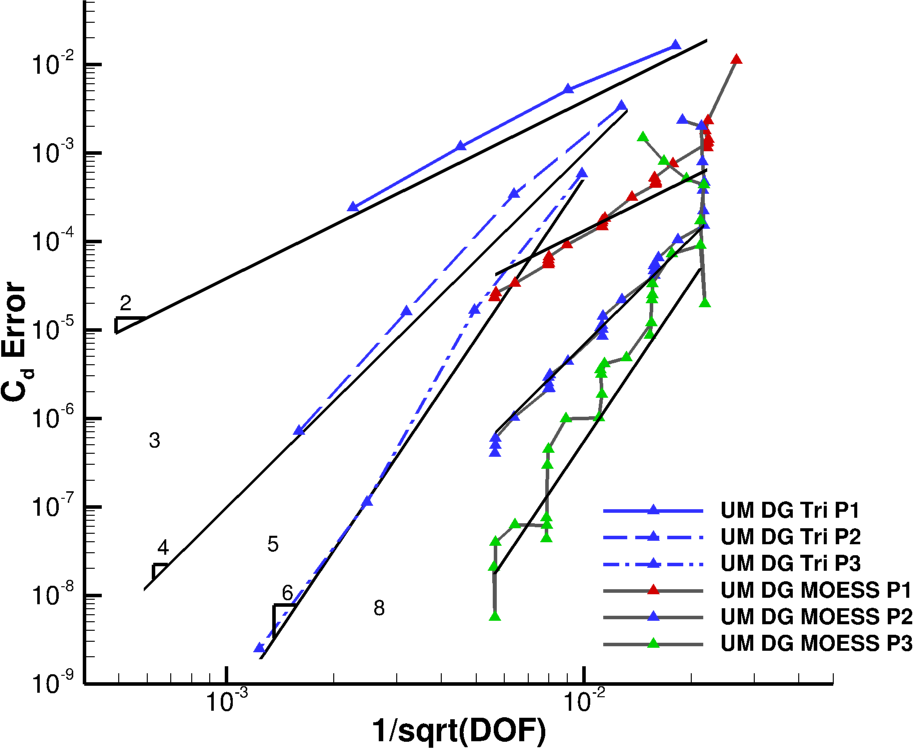 10-2
10-3
10-4
10-5
10-6
10-7
10-8
10-9
Cd Error
2
3
4
5
6
8
UM DG Tri P1
UM DG Tri P2
UM DG Tri P3
UM DG MOESS P1
UM DG MOESS P2
UM DG MOESS P3
10-3
10-2
1/sqrt(DOF)